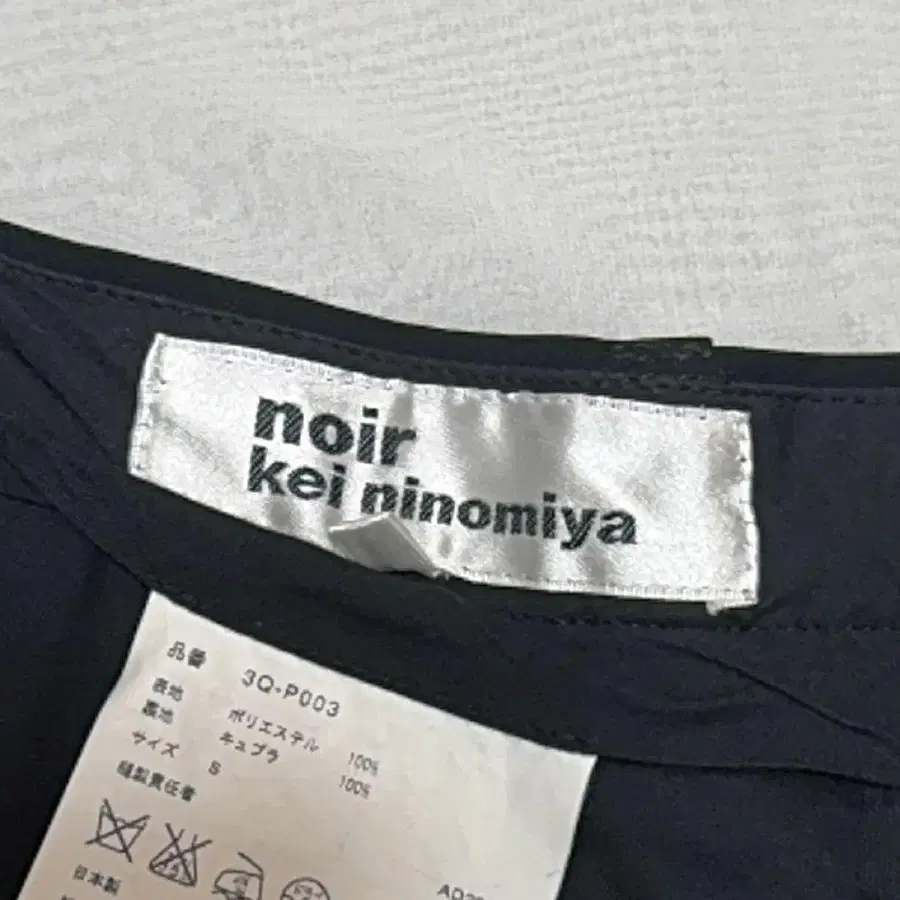 noir
kei ninomiya
品番 3Q-P003
表地 ポリエステル 100%
裏地 キュプラ 100%
サイズ S
縫製責任者
日本製